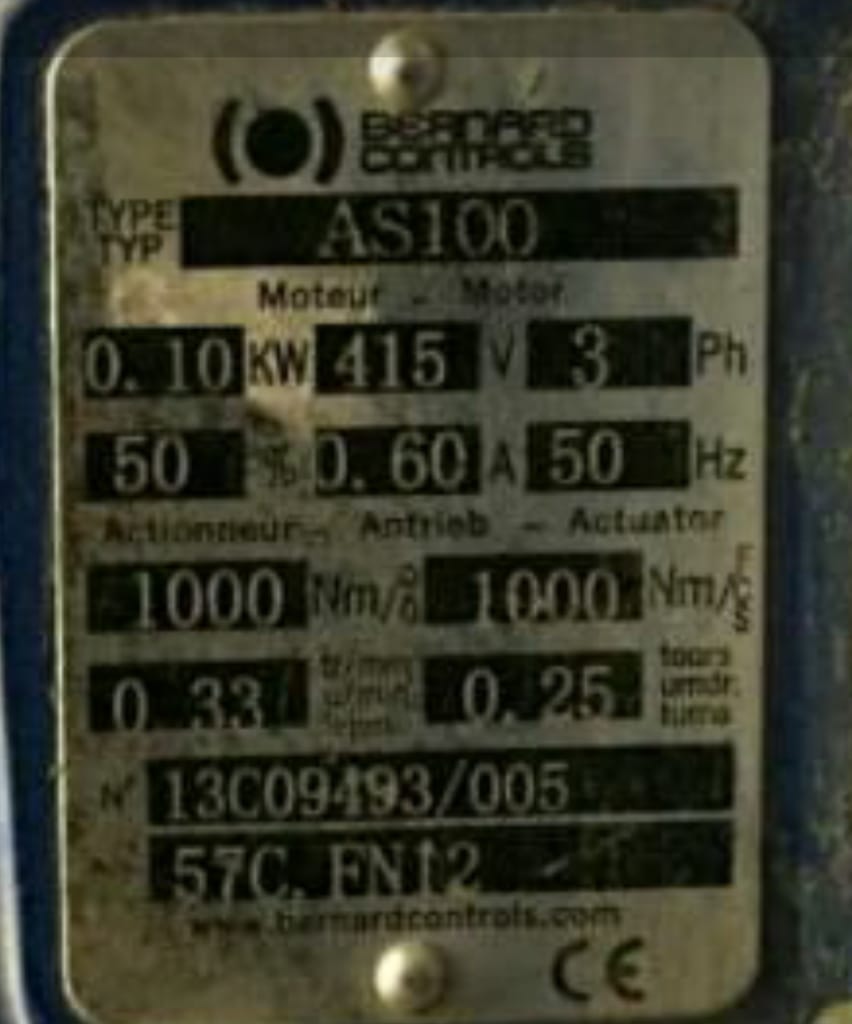 BERNARD
CONTROLS
TYPE
TYP AS100
Moteur - Motor
0.10 KW 415 V 3 Ph
50 % 0.60 A 50 Hz
Actionneur - Antrieb - Actuator
1000 Nm/ 1000 Nm/
0.33 0.25 tours
umdr.
turns
N° 13C09493/005
57C.FN12
www.bernardcontrols.com
CE